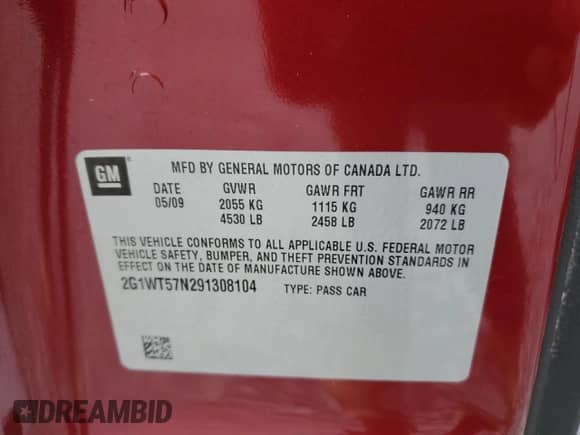 GM
MFD BY GENERAL MOTORS OF CANADA LTD.
DATE GVWR GAWR FRT GAWR RR
05/09 2055 KG 1115 KG 940 KG
4530 LB 2458 LB 2072 LB
THIS VEHICLE CONFORMS TO ALL APPLICABLE U.S. FEDERAL MOTOR
VEHICLE SAFETY, BUMPER, AND THEFT PREVENTION STANDARDS IN
EFFECT ON THE DATE OF MANUFACTURE SHOWN ABOVE.
2G1WT57N291308104 TYPE: PASS CAR
DREAMBID